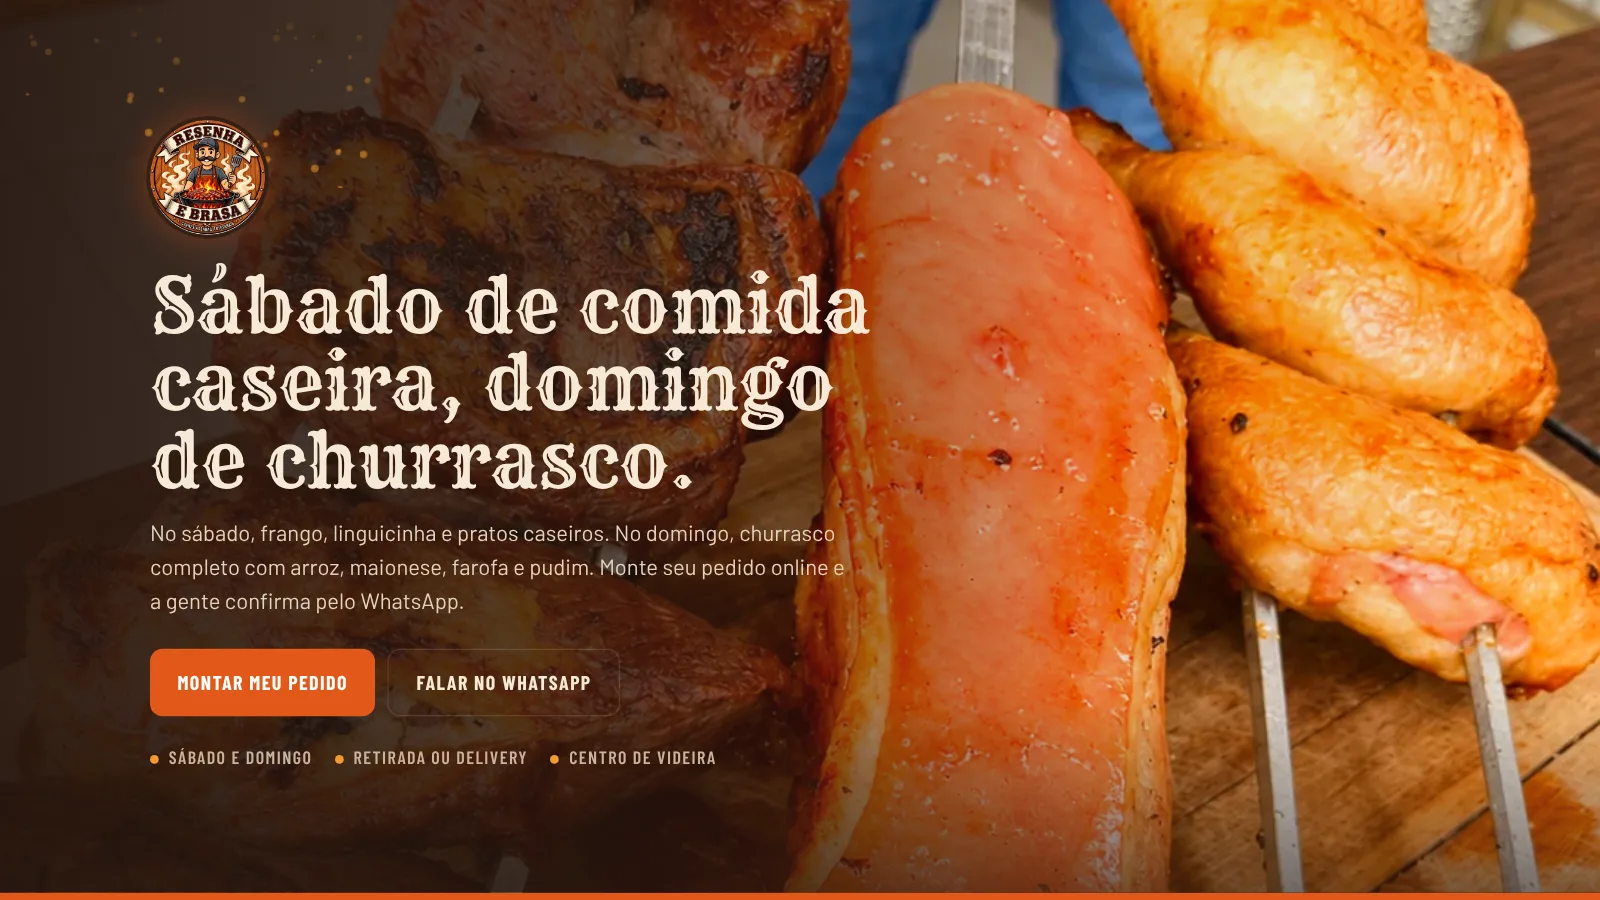 RESENHA
E BRASA
Sábado de comida
caseira, domingo
de churrasco.
No sábado, frango, linguicinha e pratos caseiros. No domingo, churrasco
completo com arroz, maionese, farofa e pudim. Monte seu pedido online e
a gente confirma pelo WhatsApp.
MONTAR MEU PEDIDO
FALAR NO WHATSAPP
SÁBADO E DOMINGO
RETIRADA OU DELIVERY
CENTRO DE VIDEIRA